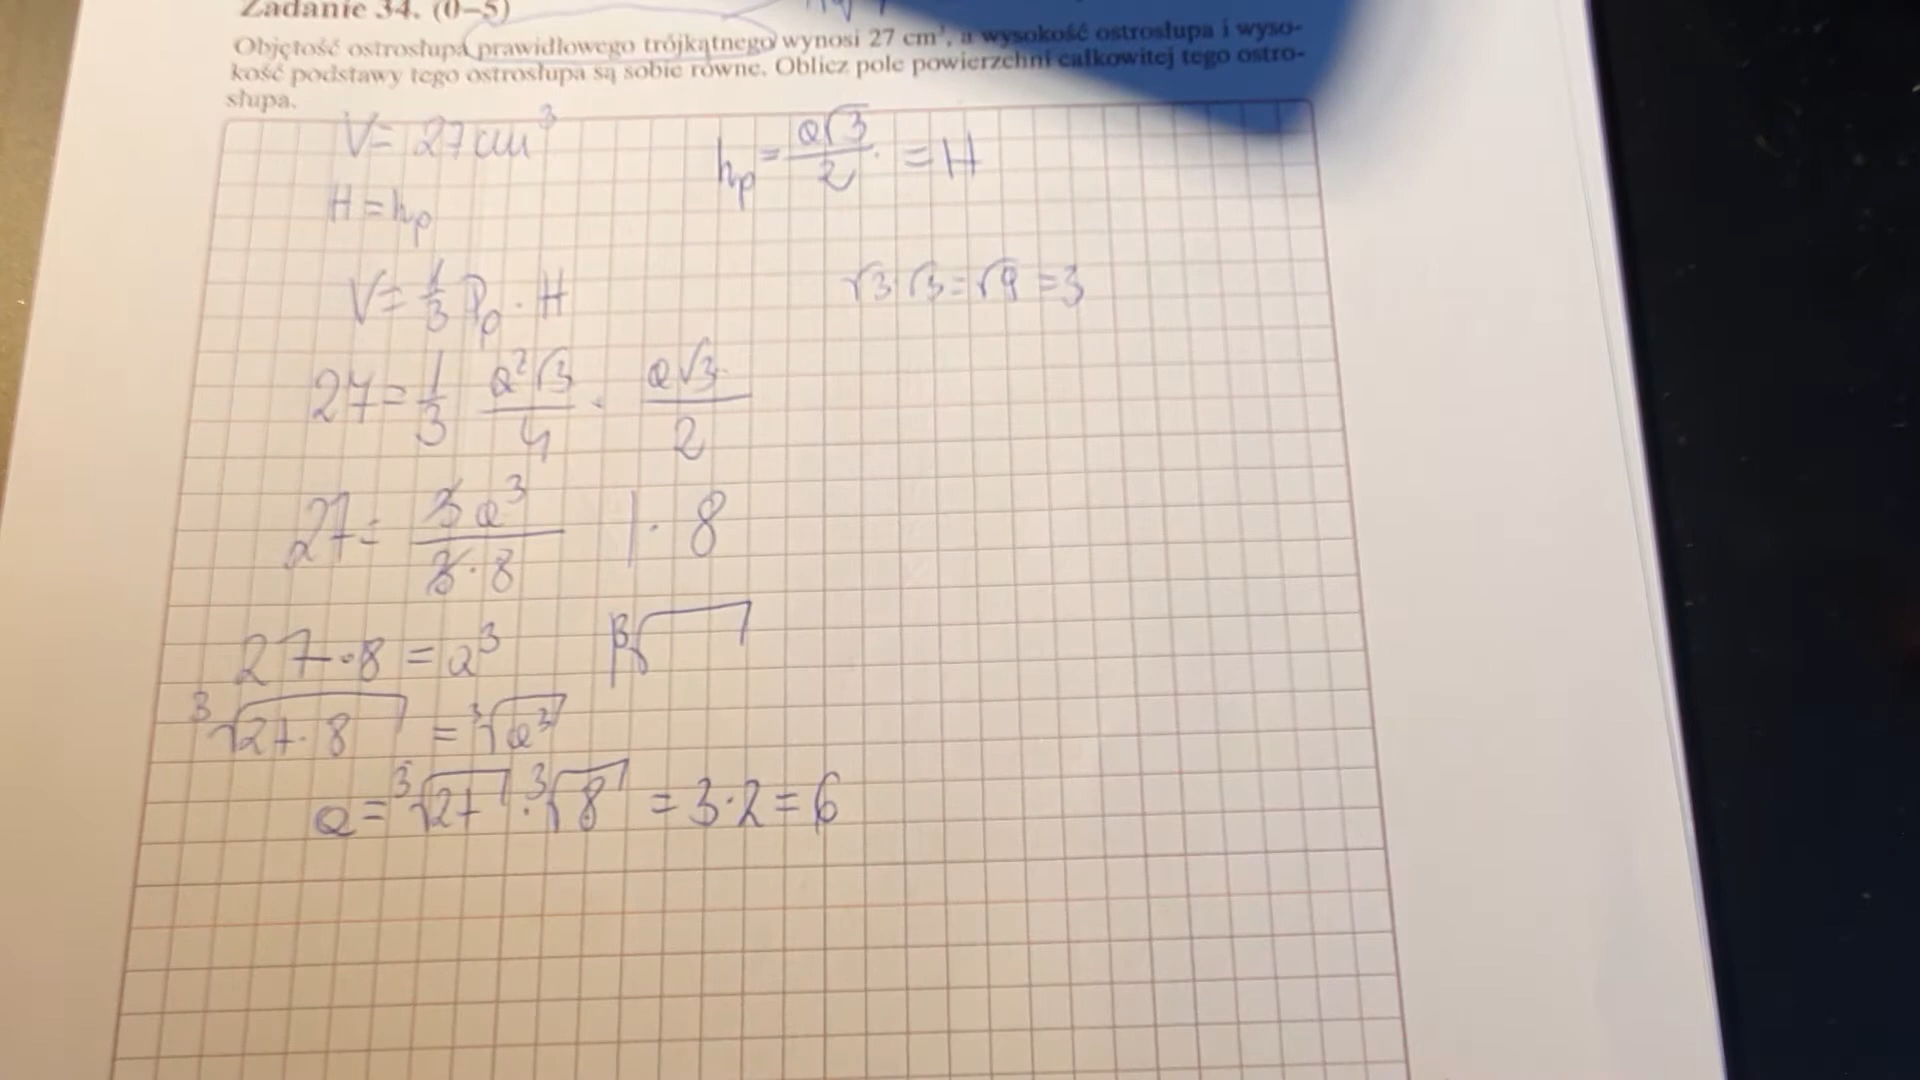 Zadanie 34. (0–5)
Objętość ostrosłupa prawidłowego trójkątnego wynosi 27 cm³, a wysokość ostrosłupa i wyso-
kość podstawy tego ostrosłupa są sobie równe. Oblicz pole powierzchni całkowitej tego ostro-
słupa.
V = 27 cm³
h_p = a√3/2 = H
H = h_p
V = 1/3 P_p · H
√3·√3 = √9 = 3
27 = 1/3 a²√3/4 · a√3/2
27 = 3a³/3·8 |· 8
27·8 = a³ |∛
∛27·8 = ∛a³
a = ∛27 · ∛8 = 3·2 = 6